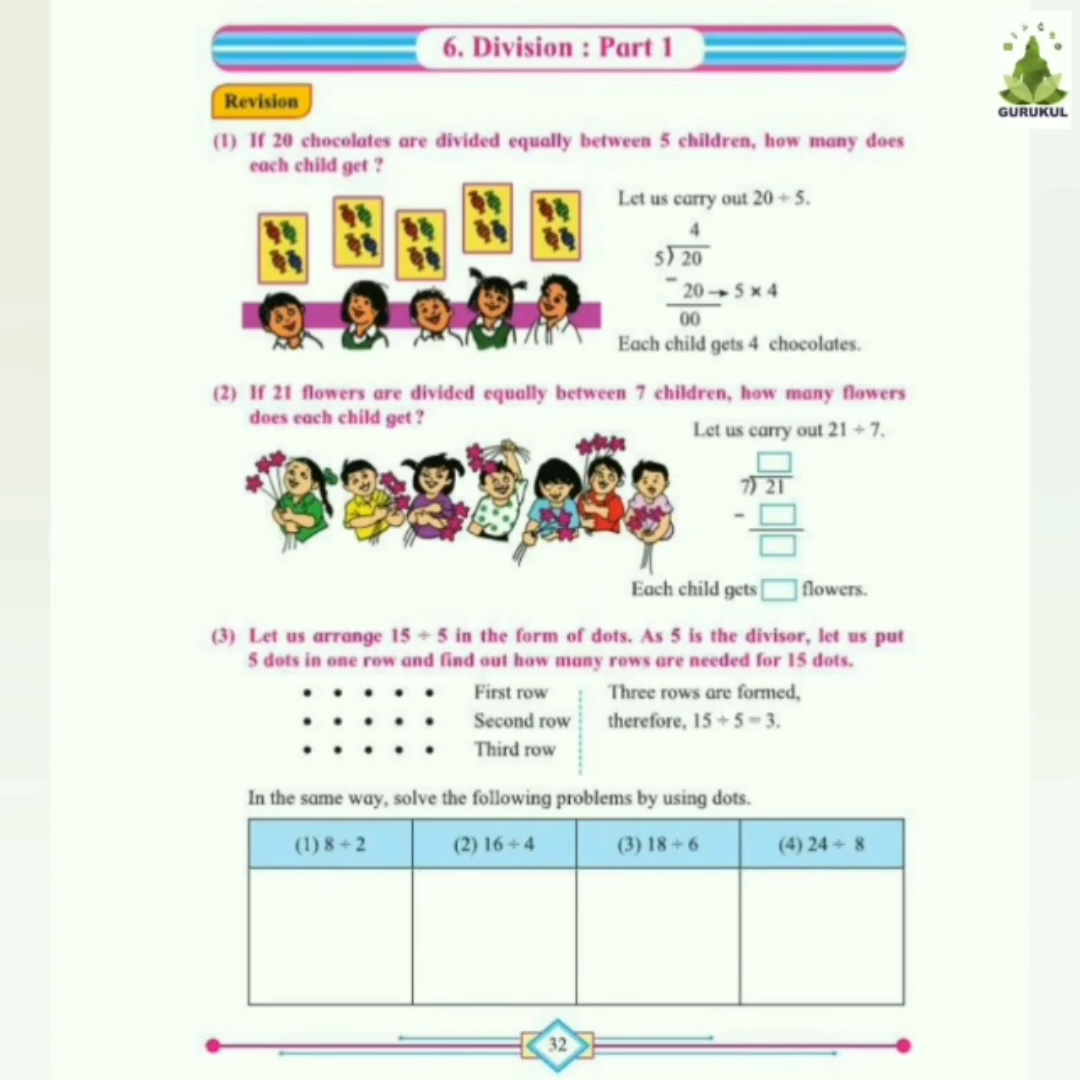 6. Division : Part 1
GURUKUL
Revision
(1) If 20 chocolates are divided equally between 5 children, how many does
each child get ?
Let us carry out 20 ÷ 5.
4
5) 20
- 20 → 5 × 4
00
Each child gets 4 chocolates.
(2) If 21 flowers are divided equally between 7 children, how many flowers
does each child get ?
Let us carry out 21 ÷ 7.
7) 21
-
Each child gets flowers.
(3) Let us arrange 15 ÷ 5 in the form of dots. As 5 is the divisor, let us put
5 dots in one row and find out how many rows are needed for 15 dots.
First row
Second row
Third row
Three rows are formed,
therefore, 15 ÷ 5 = 3.
In the same way, solve the following problems by using dots.
(1) 8 ÷ 2
(2) 16 ÷ 4
(3) 18 ÷ 6
(4) 24 ÷ 8
32